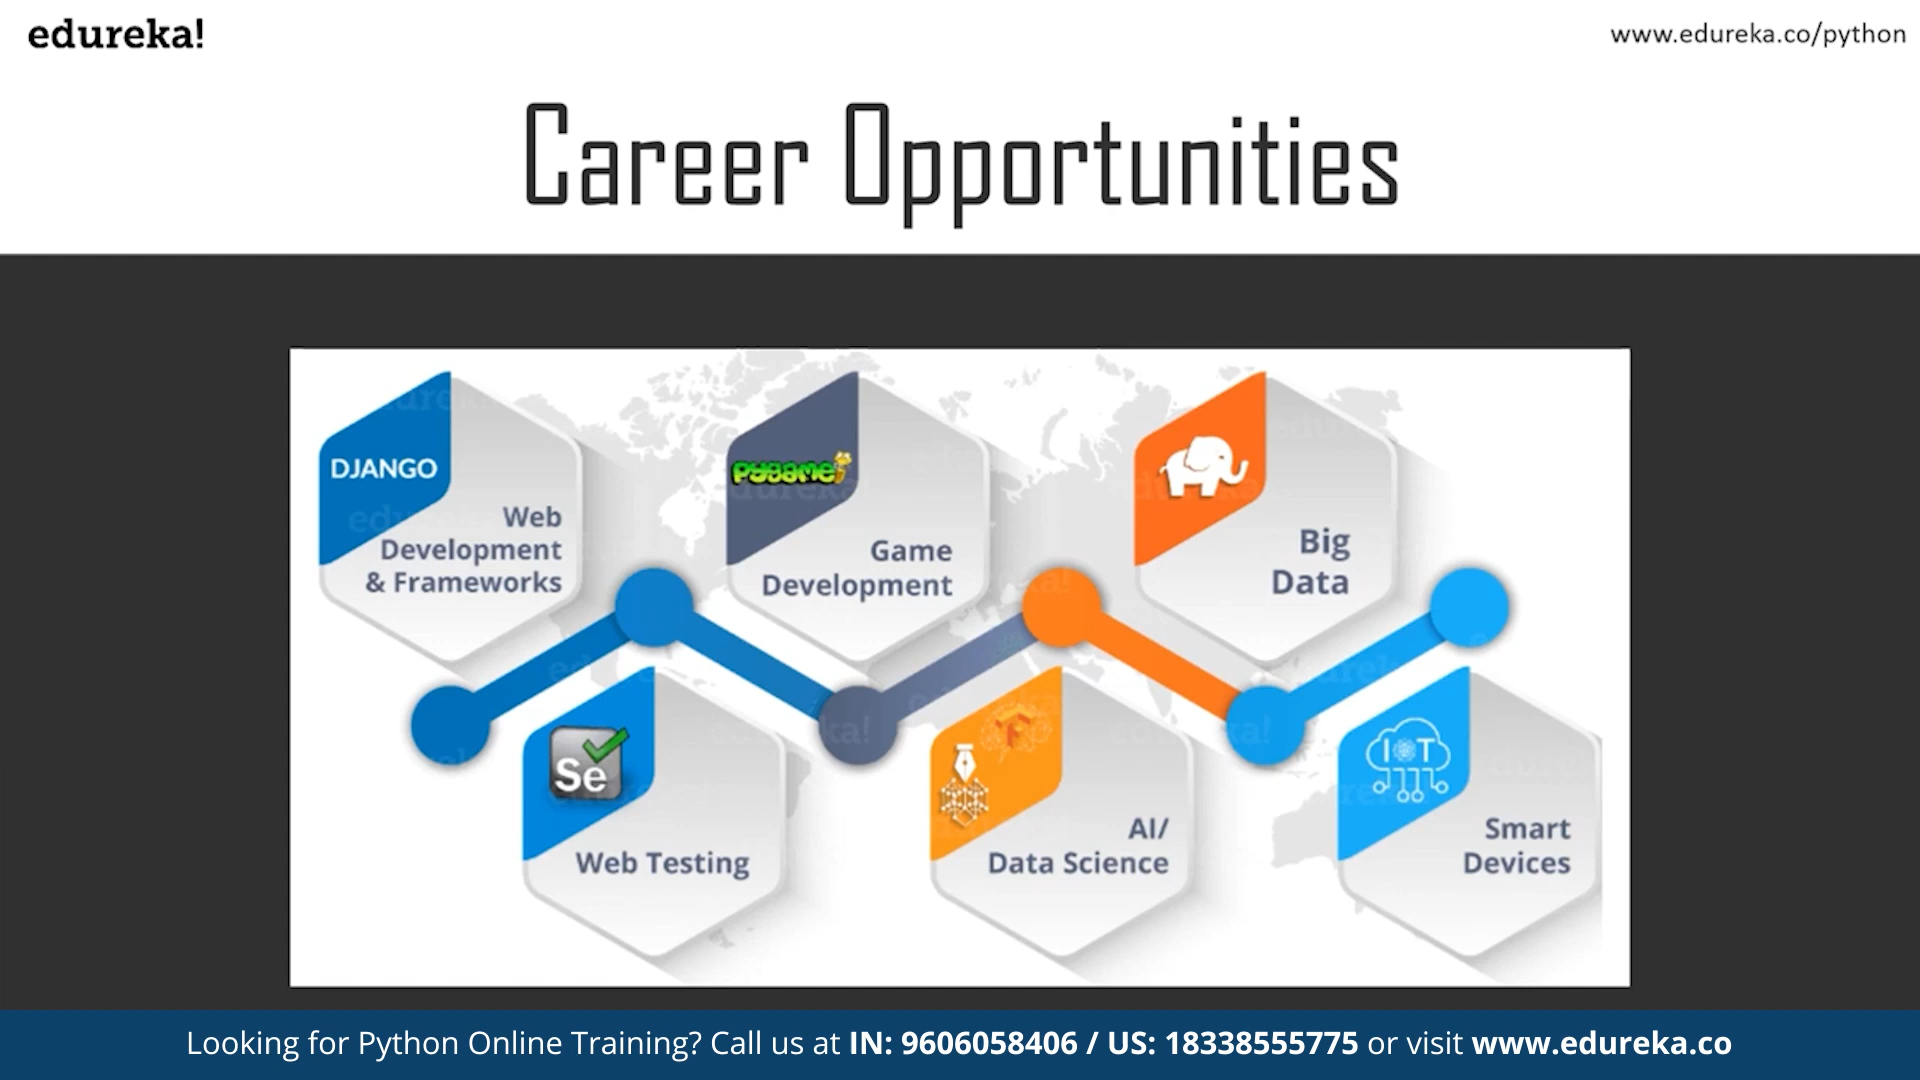 edureka!
www.edureka.co/python
Career Opportunities
DJANGO
Web
Development
& Frameworks
PYGAME
Game
Development
Big
Data
Se
Web Testing
AI/
Data Science
IoT
Smart
Devices
Looking for Python Online Training? Call us at IN: 9606058406 / US: 18338555775 or visit www.edureka.co